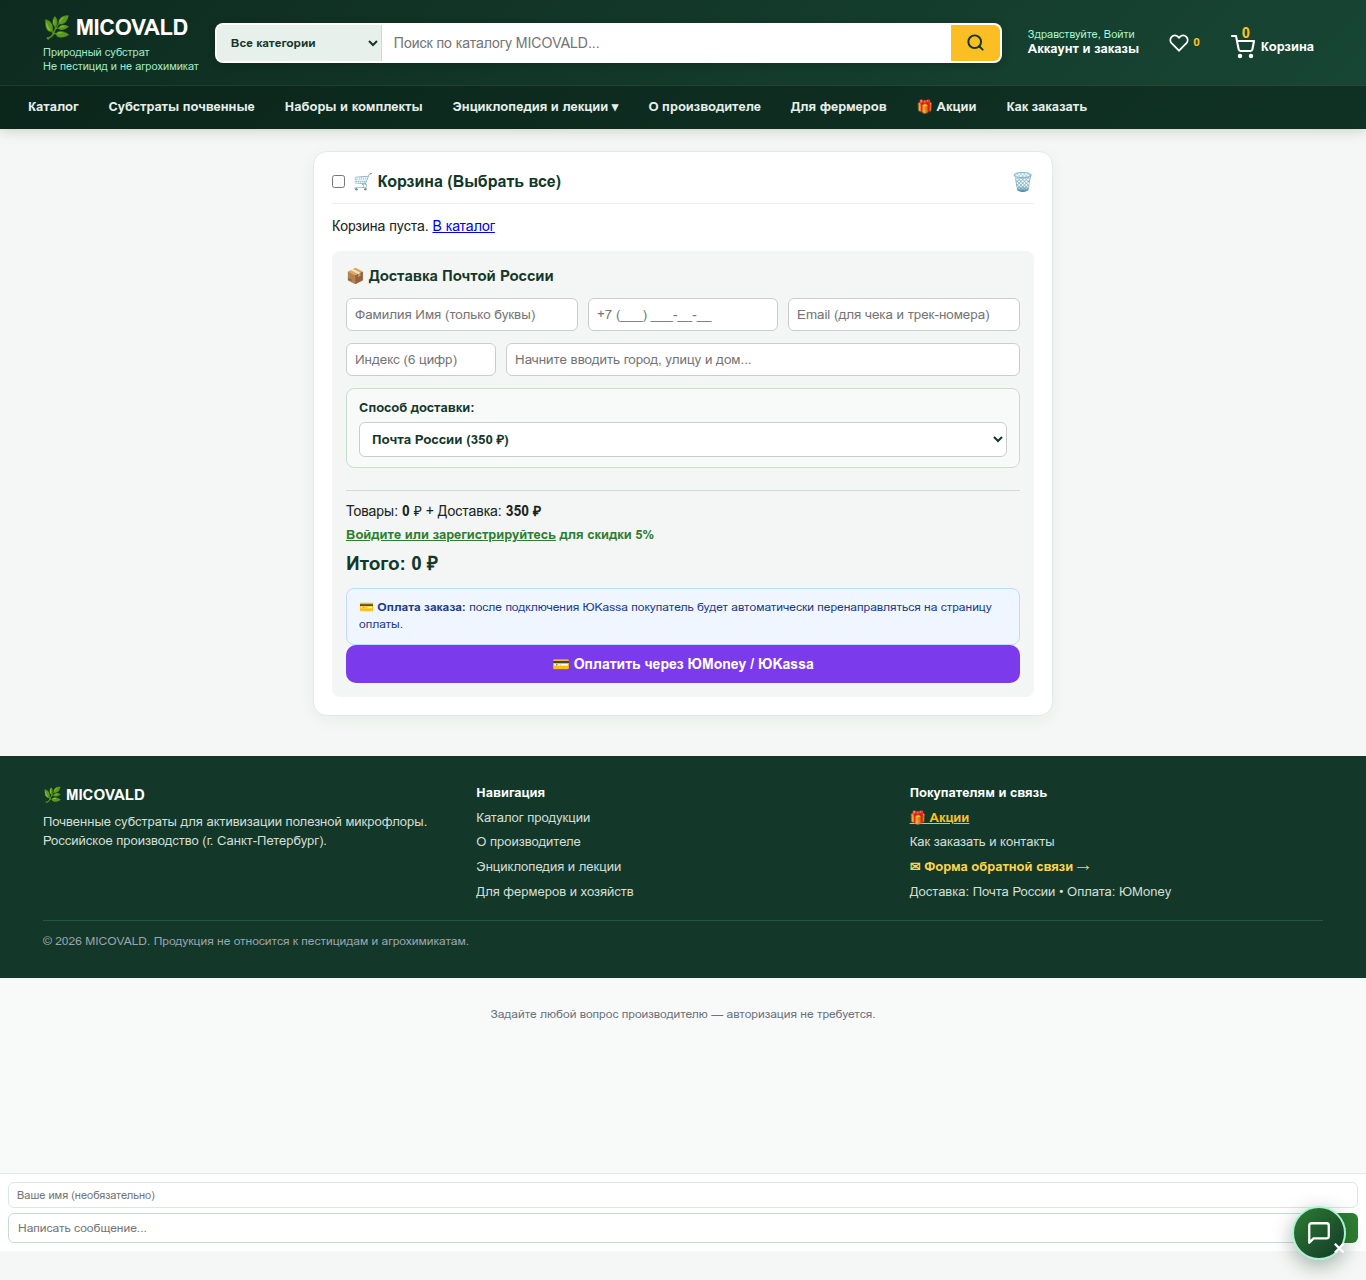 🌿 MICOVALD
Природный субстрат
Не пестицид и не агрохимикат
Все категории
Поиск по каталогу MICOVALD...
Здравствуйте, Войти
Аккаунт и заказы
0
0
Корзина
Каталог
Субстраты почвенные
Наборы и комплекты
Энциклопедия и лекции ▾
О производителе
Для фермеров
🎁 Акции
Как заказать
🛒 Корзина (Выбрать все)
Корзина пуста. В каталог
📦 Доставка Почтой России
Фамилия Имя (только буквы)
+7 (___) ___-__-__
Email (для чека и трек-номера)
Индекс (6 цифр)
Начните вводить город, улицу и дом...
Способ доставки:
Почта России (350 ₽)
Товары: 0 ₽ + Доставка: 350 ₽
Войдите или зарегистрируйтесь для скидки 5%
Итого: 0 ₽
💳 Оплата заказа: после подключения ЮKassa покупатель будет автоматически перенаправляться на страницу
оплаты.
💳 Оплатить через ЮMoney / ЮKassa
🌿 MICOVALD
Почвенные субстраты для активизации полезной микрофлоры.
Российское производство (г. Санкт-Петербург).
Навигация
Каталог продукции
О производителе
Энциклопедия и лекции
Для фермеров и хозяйств
Покупателям и связь
🎁 Акции
Как заказать и контакты
✉ Форма обратной связи →
Доставка: Почта России • Оплата: ЮMoney
© 2026 MICOVALD. Продукция не относится к пестицидам и агрохимикатам.
Задайте любой вопрос производителю — авторизация не требуется.
Ваше имя (необязательно)
Написать сообщение...